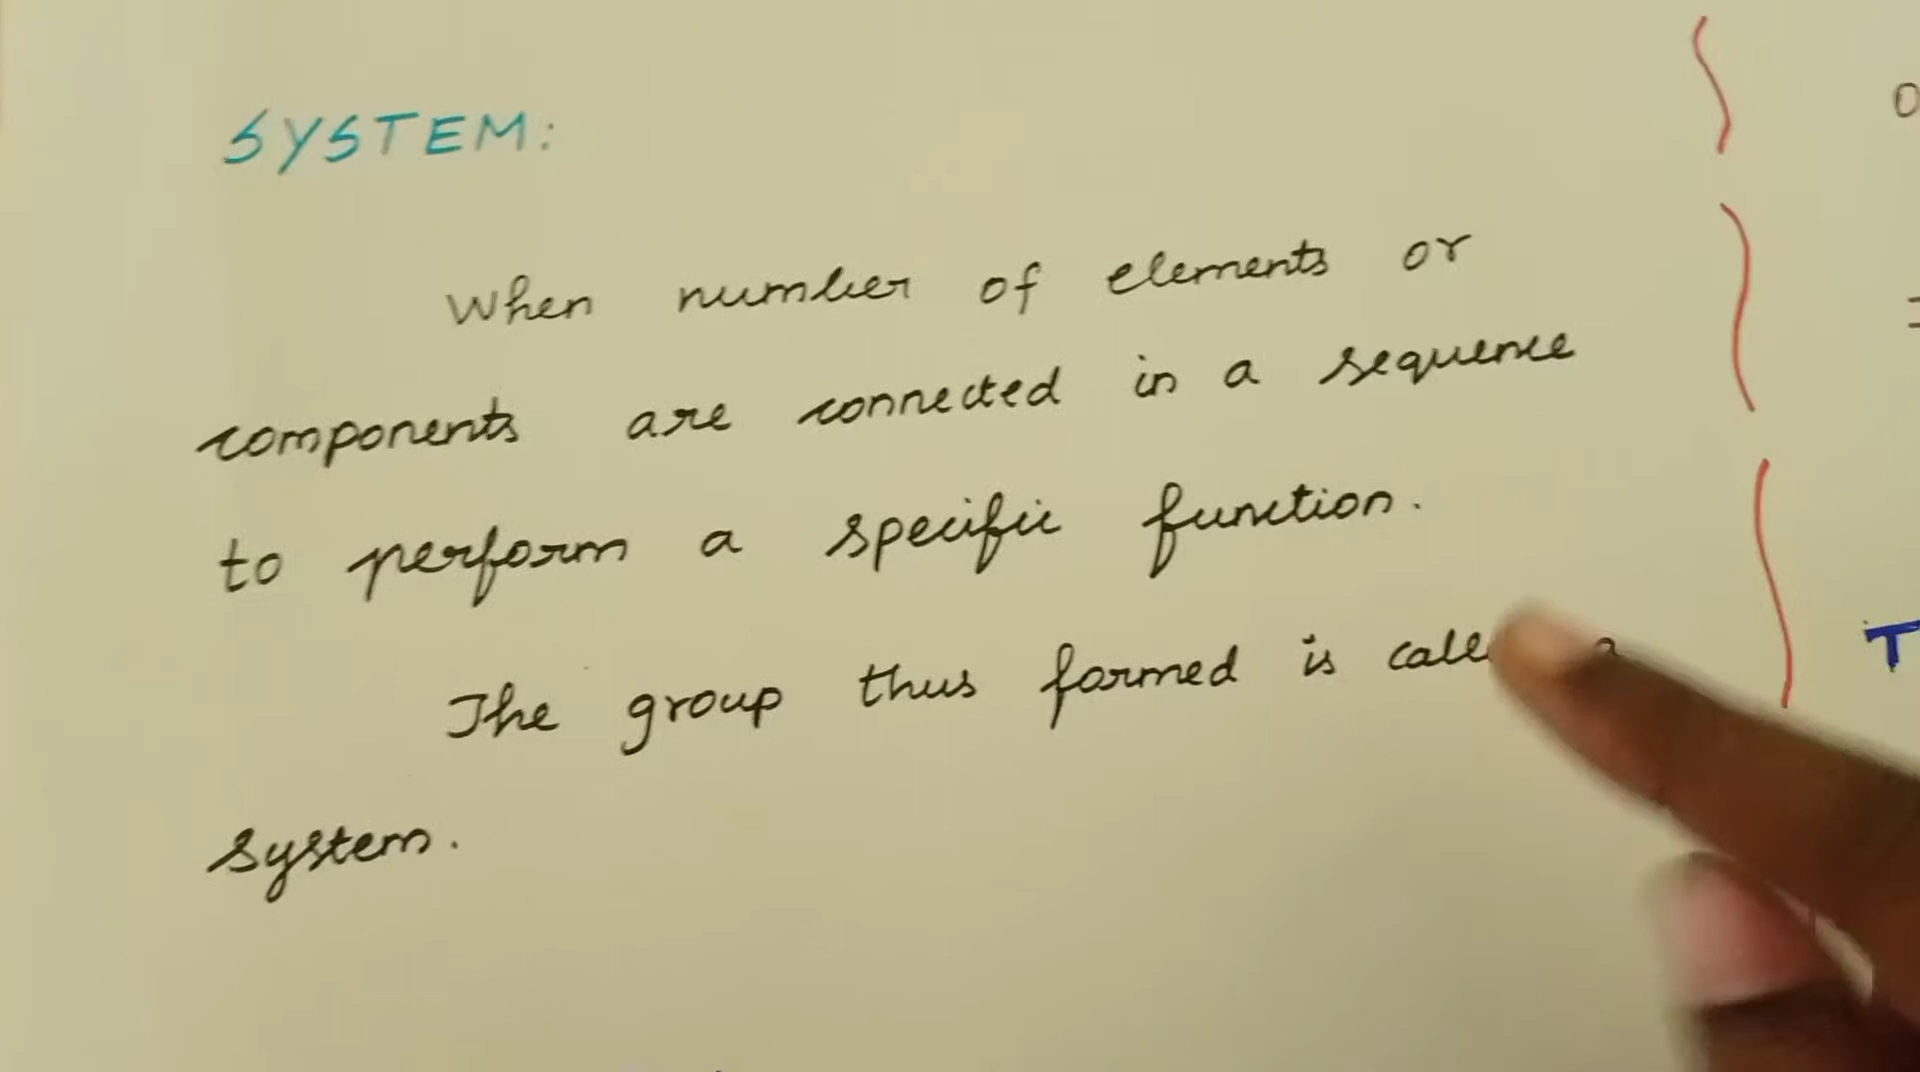 SYSTEM:
When number of elements or
components are connected in a sequence
to perform a specific function.
The group thus formed is
system.